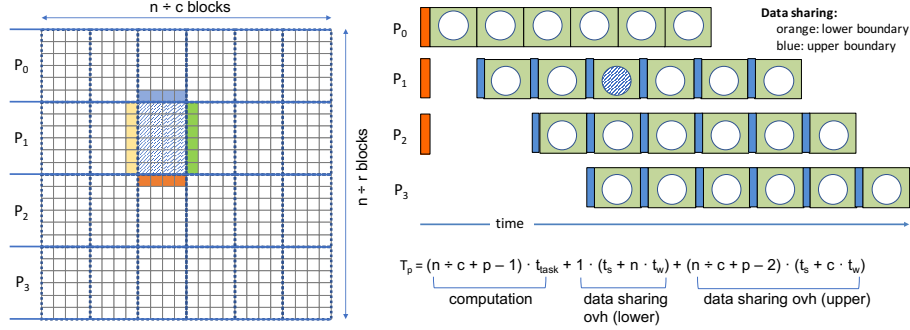 n ÷ c blocks
P0
P1
P2
P3
n ÷ r blocks
P0
P1
P2
P3
Data sharing:
orange: lower boundary
blue: upper boundary
time
Tp = (n ÷ c + p – 1) · ttask + 1 · (ts + n · tw) + (n ÷ c + p – 2) · (ts + c · tw)
computation
data sharing
ovh (lower)
data sharing ovh (upper)